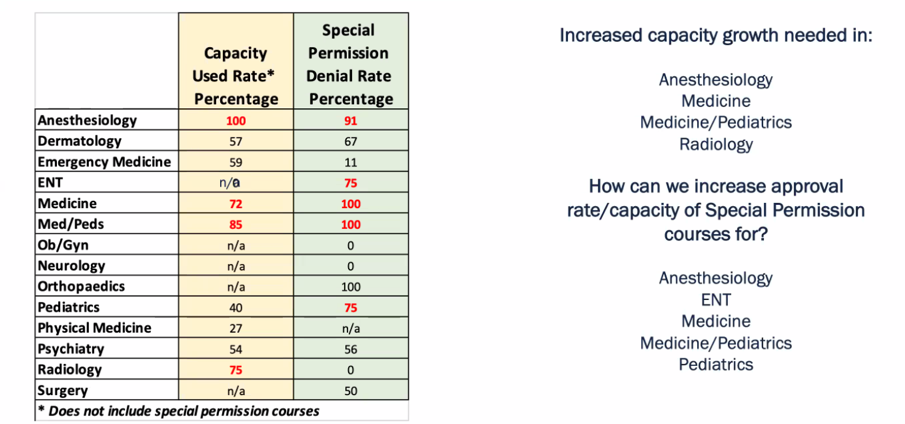 Capacity Used Rate* Percentage
Special Permission Denial Rate Percentage
Anesthesiology 100 91
Dermatology 57 67
Emergency Medicine 59 11
ENT n/a 75
Medicine 72 100
Med/Peds 85 100
Ob/Gyn n/a 0
Neurology n/a 0
Orthopaedics n/a 100
Pediatrics 40 75
Physical Medicine 27 n/a
Psychiatry 54 56
Radiology 75 0
Surgery n/a 50
* Does not include special permission courses
Increased capacity growth needed in:
Anesthesiology
Medicine
Medicine/Pediatrics
Radiology
How can we increase approval
rate/capacity of Special Permission
courses for?
Anesthesiology
ENT
Medicine
Medicine/Pediatrics
Pediatrics